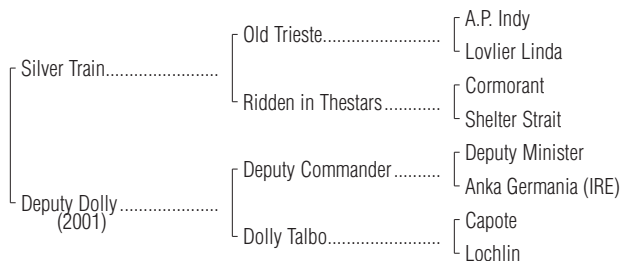 A.P. Indy
Old Trieste
Lovlier Linda
Silver Train
Cormorant
Ridden in Thestars
Shelter Strait
Deputy Minister
Deputy Commander
Anka Germania (IRE)
Deputy Dolly
(2001)
Capote
Dolly Talbo
Lochlin